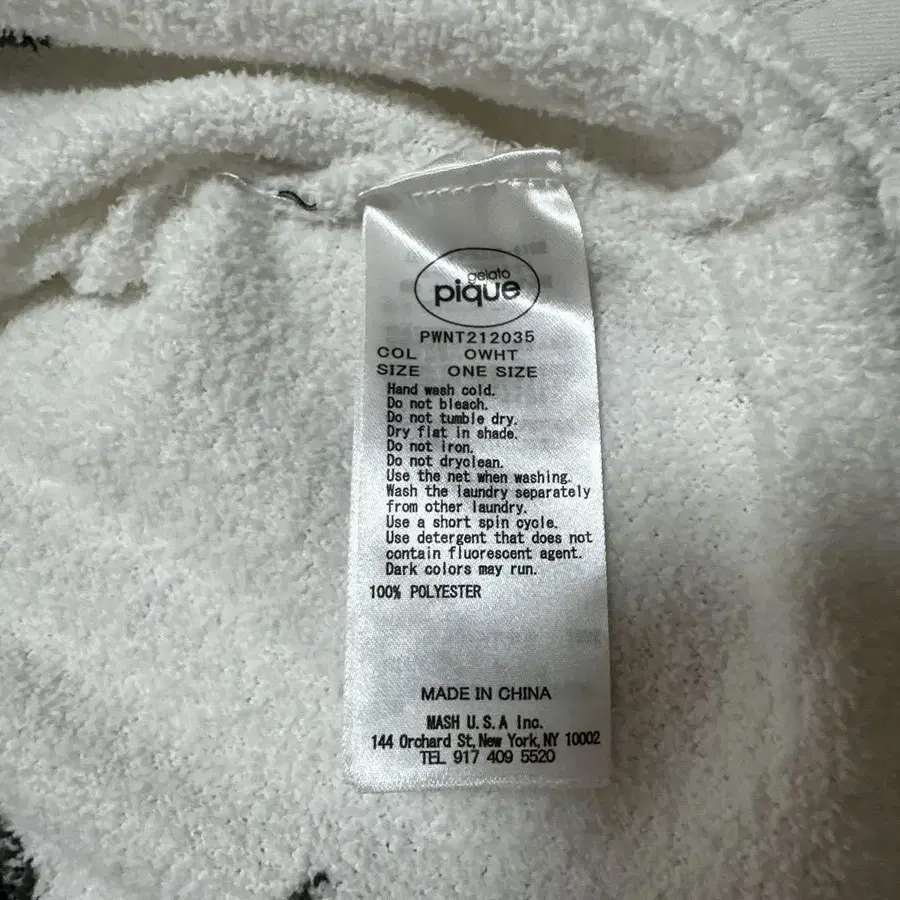 gelato
pique
PWNT212035
COL OWHT
SIZE ONE SIZE
Hand wash cold.
Do not bleach.
Do not tumble dry.
Dry flat in shade.
Do not iron.
Do not dryclean.
Use the net when washing.
Wash the laundry separately
from other laundry.
Use a short spin cycle.
Use detergent that does not
contain fluorescent agent.
Dark colors may run.
100% POLYESTER
MADE IN CHINA
MASH U.S.A Inc.
144 Orchard St, New York, NY 10002
TEL 917 409 5520